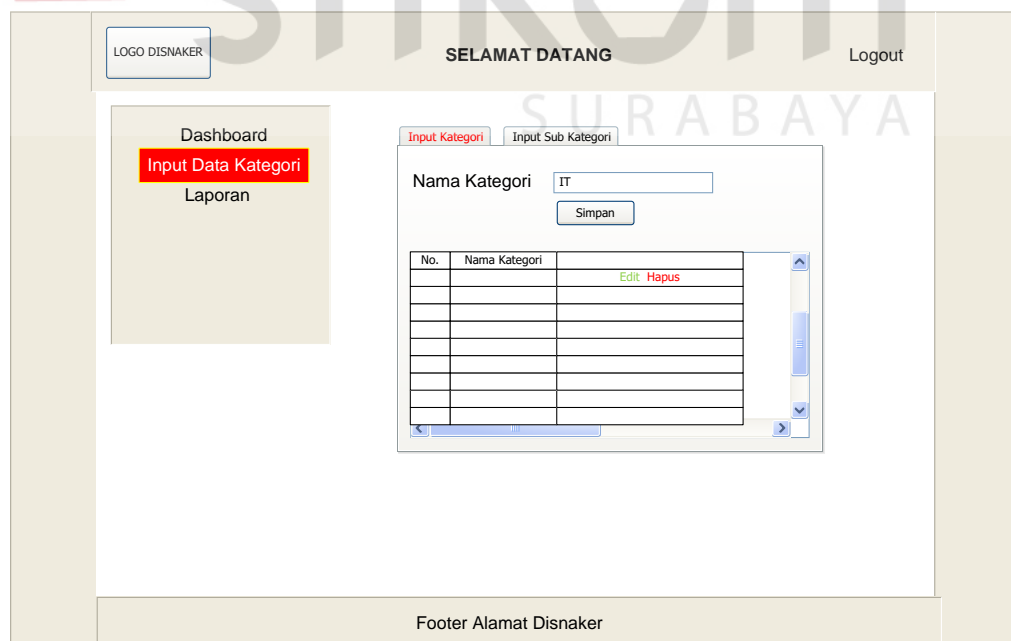 LOGO DISNAKER
SELAMAT DATANG
Logout
SURABAYA
Dashboard
Input Data Kategori
Laporan
Input Kategori
Input Sub Kategori
Nama Kategori
IT
Simpan
No.
Nama Kategori
Edit Hapus
Footer Alamat Disnaker